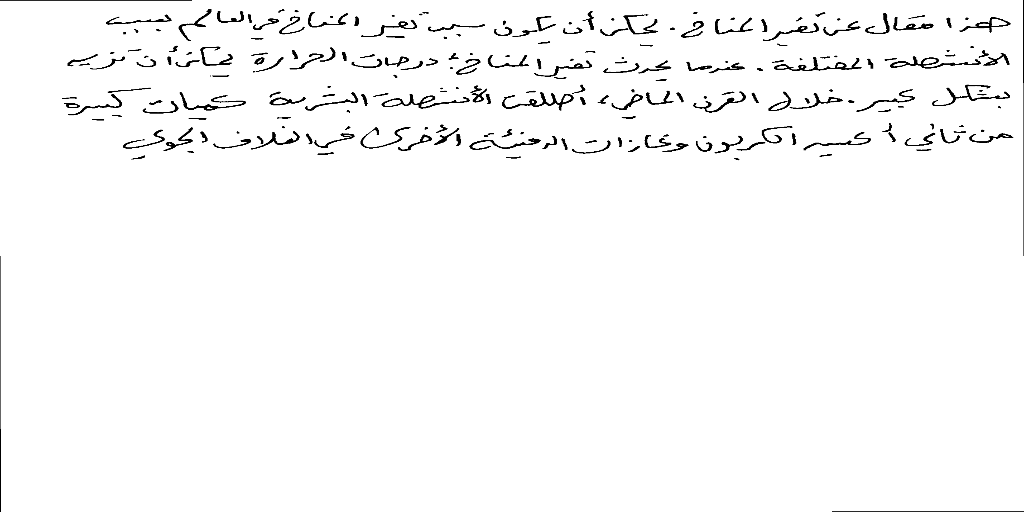 هذا مقال عن تغير المناخ. يمكن أن يكون سبب تغير المناخ في العالم بسبب
الأنشطة المختلفة. عندما يحدث تغير المناخ؛ درجات الحرارة يمكن أن تزيد
بشكل كبير. خلال القرن الماضي، أطلقت الأنشطة البشرية كميات كبيرة
من ثاني أكسيد الكربون وغازات الدفيئة الأخرى في الغلاف الجوي